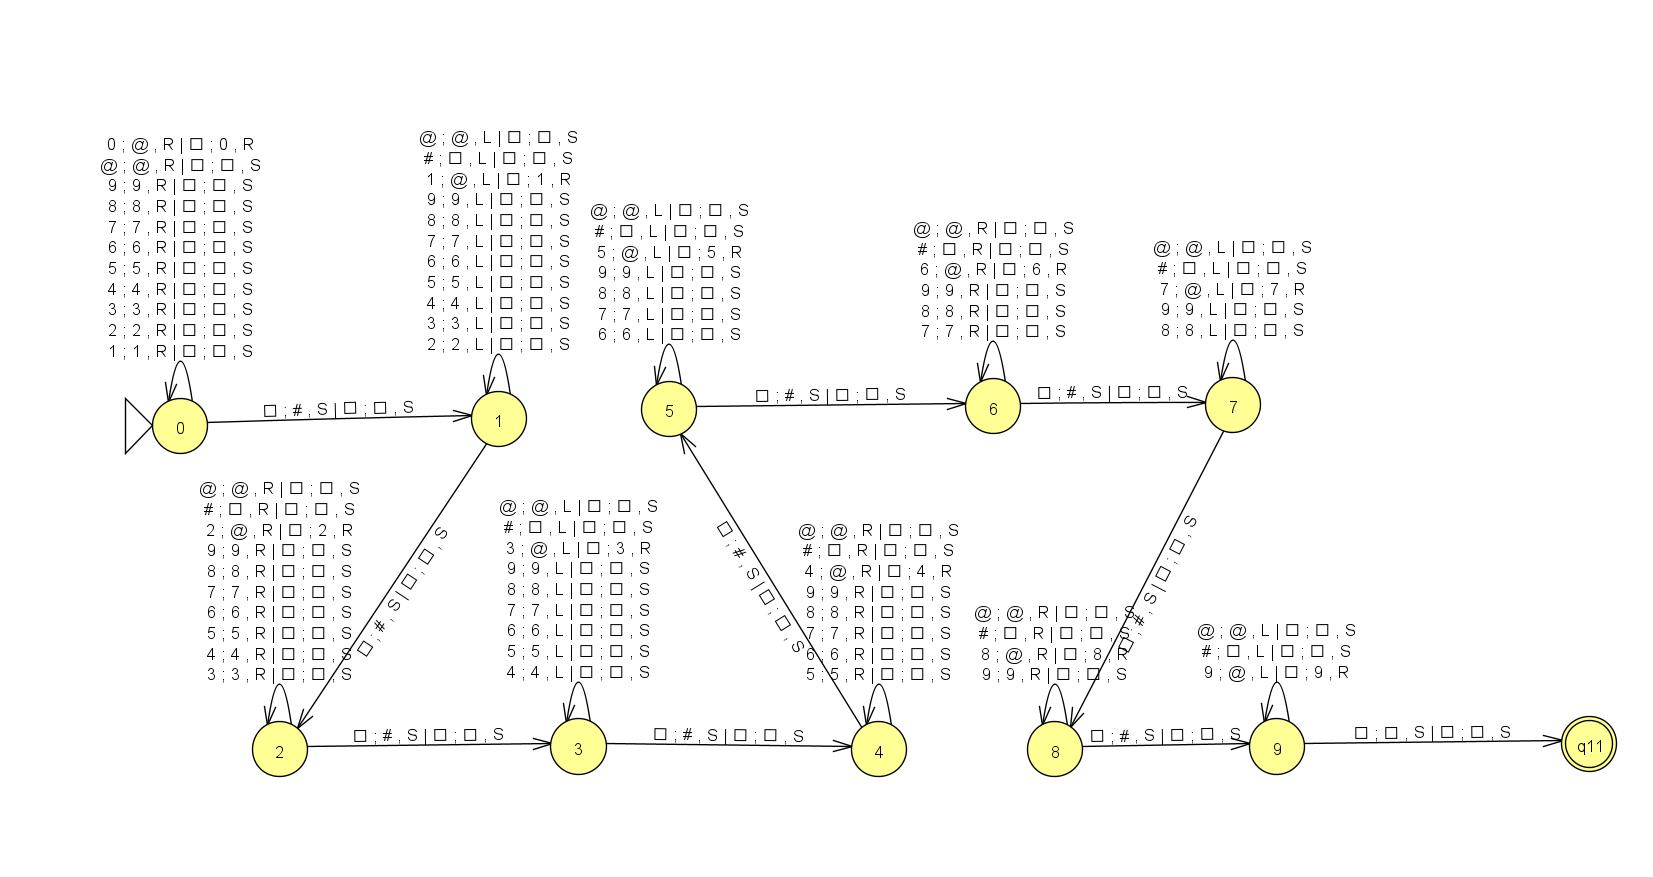 0 ; @ , R | □ ; 0 , R
@ ; @ , R | □ ; □ , S
9 ; 9 , R | □ ; □ , S
8 ; 8 , R | □ ; □ , S
7 ; 7 , R | □ ; □ , S
6 ; 6 , R | □ ; □ , S
5 ; 5 , R | □ ; □ , S
4 ; 4 , R | □ ; □ , S
3 ; 3 , R | □ ; □ , S
2 ; 2 , R | □ ; □ , S
1 ; 1 , R | □ ; □ , S
@ ; @ , L | □ ; □ , S
# ; □ , L | □ ; □ , S
1 ; @ , L | □ ; 1 , R
9 ; 9 , L | □ ; □ , S
8 ; 8 , L | □ ; □ , S
7 ; 7 , L | □ ; □ , S
6 ; 6 , L | □ ; □ , S
5 ; 5 , L | □ ; □ , S
4 ; 4 , L | □ ; □ , S
3 ; 3 , L | □ ; □ , S
2 ; 2 , L | □ ; □ , S
@ ; @ , L | □ ; □ , S
# ; □ , L | □ ; □ , S
5 ; @ , L | □ ; 5 , R
9 ; 9 , L | □ ; □ , S
8 ; 8 , L | □ ; □ , S
7 ; 7 , L | □ ; □ , S
6 ; 6 , L | □ ; □ , S
@ ; @ , R | □ ; □ , S
# ; □ , R | □ ; □ , S
6 ; @ , R | □ ; 6 , R
9 ; 9 , R | □ ; □ , S
8 ; 8 , R | □ ; □ , S
7 ; 7 , R | □ ; □ , S
@ ; @ , L | □ ; □ , S
# ; □ , L | □ ; □ , S
7 ; @ , L | □ ; 7 , R
9 ; 9 , L | □ ; □ , S
8 ; 8 , L | □ ; □ , S
0
□ ; # , S | □ ; □ , S
1
5
□ ; # , S | □ ; □ , S
6
□ ; # , S | □ ; □ , S
7
□ ; # , S | □ ; □ , S
□ ; # , S | □ ; □ , S
□ ; # , S | □ ; □ , S
@ ; @ , R | □ ; □ , S
# ; □ , R | □ ; □ , S
2 ; @ , R | □ ; 2 , R
9 ; 9 , R | □ ; □ , S
8 ; 8 , R | □ ; □ , S
7 ; 7 , R | □ ; □ , S
6 ; 6 , R | □ ; □ , S
5 ; 5 , R | □ ; □ , S
4 ; 4 , R | □ ; □ , S
3 ; 3 , R | □ ; □ , S
@ ; @ , L | □ ; □ , S
# ; □ , L | □ ; □ , S
3 ; @ , L | □ ; 3 , R
9 ; 9 , L | □ ; □ , S
8 ; 8 , L | □ ; □ , S
7 ; 7 , L | □ ; □ , S
6 ; 6 , L | □ ; □ , S
5 ; 5 , L | □ ; □ , S
4 ; 4 , L | □ ; □ , S
@ ; @ , R | □ ; □ , S
# ; □ , R | □ ; □ , S
4 ; @ , R | □ ; 4 , R
9 ; 9 , R | □ ; □ , S
8 ; 8 , R | □ ; □ , S
7 ; 7 , R | □ ; □ , S
6 ; 6 , R | □ ; □ , S
5 ; 5 , R | □ ; □ , S
@ ; @ , R | □ ; □ , S
# ; □ , R | □ ; □ , S
8 ; @ , R | □ ; 8 , R
9 ; 9 , R | □ ; □ , S
@ ; @ , L | □ ; □ , S
# ; □ , L | □ ; □ , S
9 ; @ , L | □ ; 9 , R
2
□ ; # , S | □ ; □ , S
3
□ ; # , S | □ ; □ , S
4
8
□ ; # , S | □ ; □ , S
9
□ ; □ , S | □ ; □ , S
q11